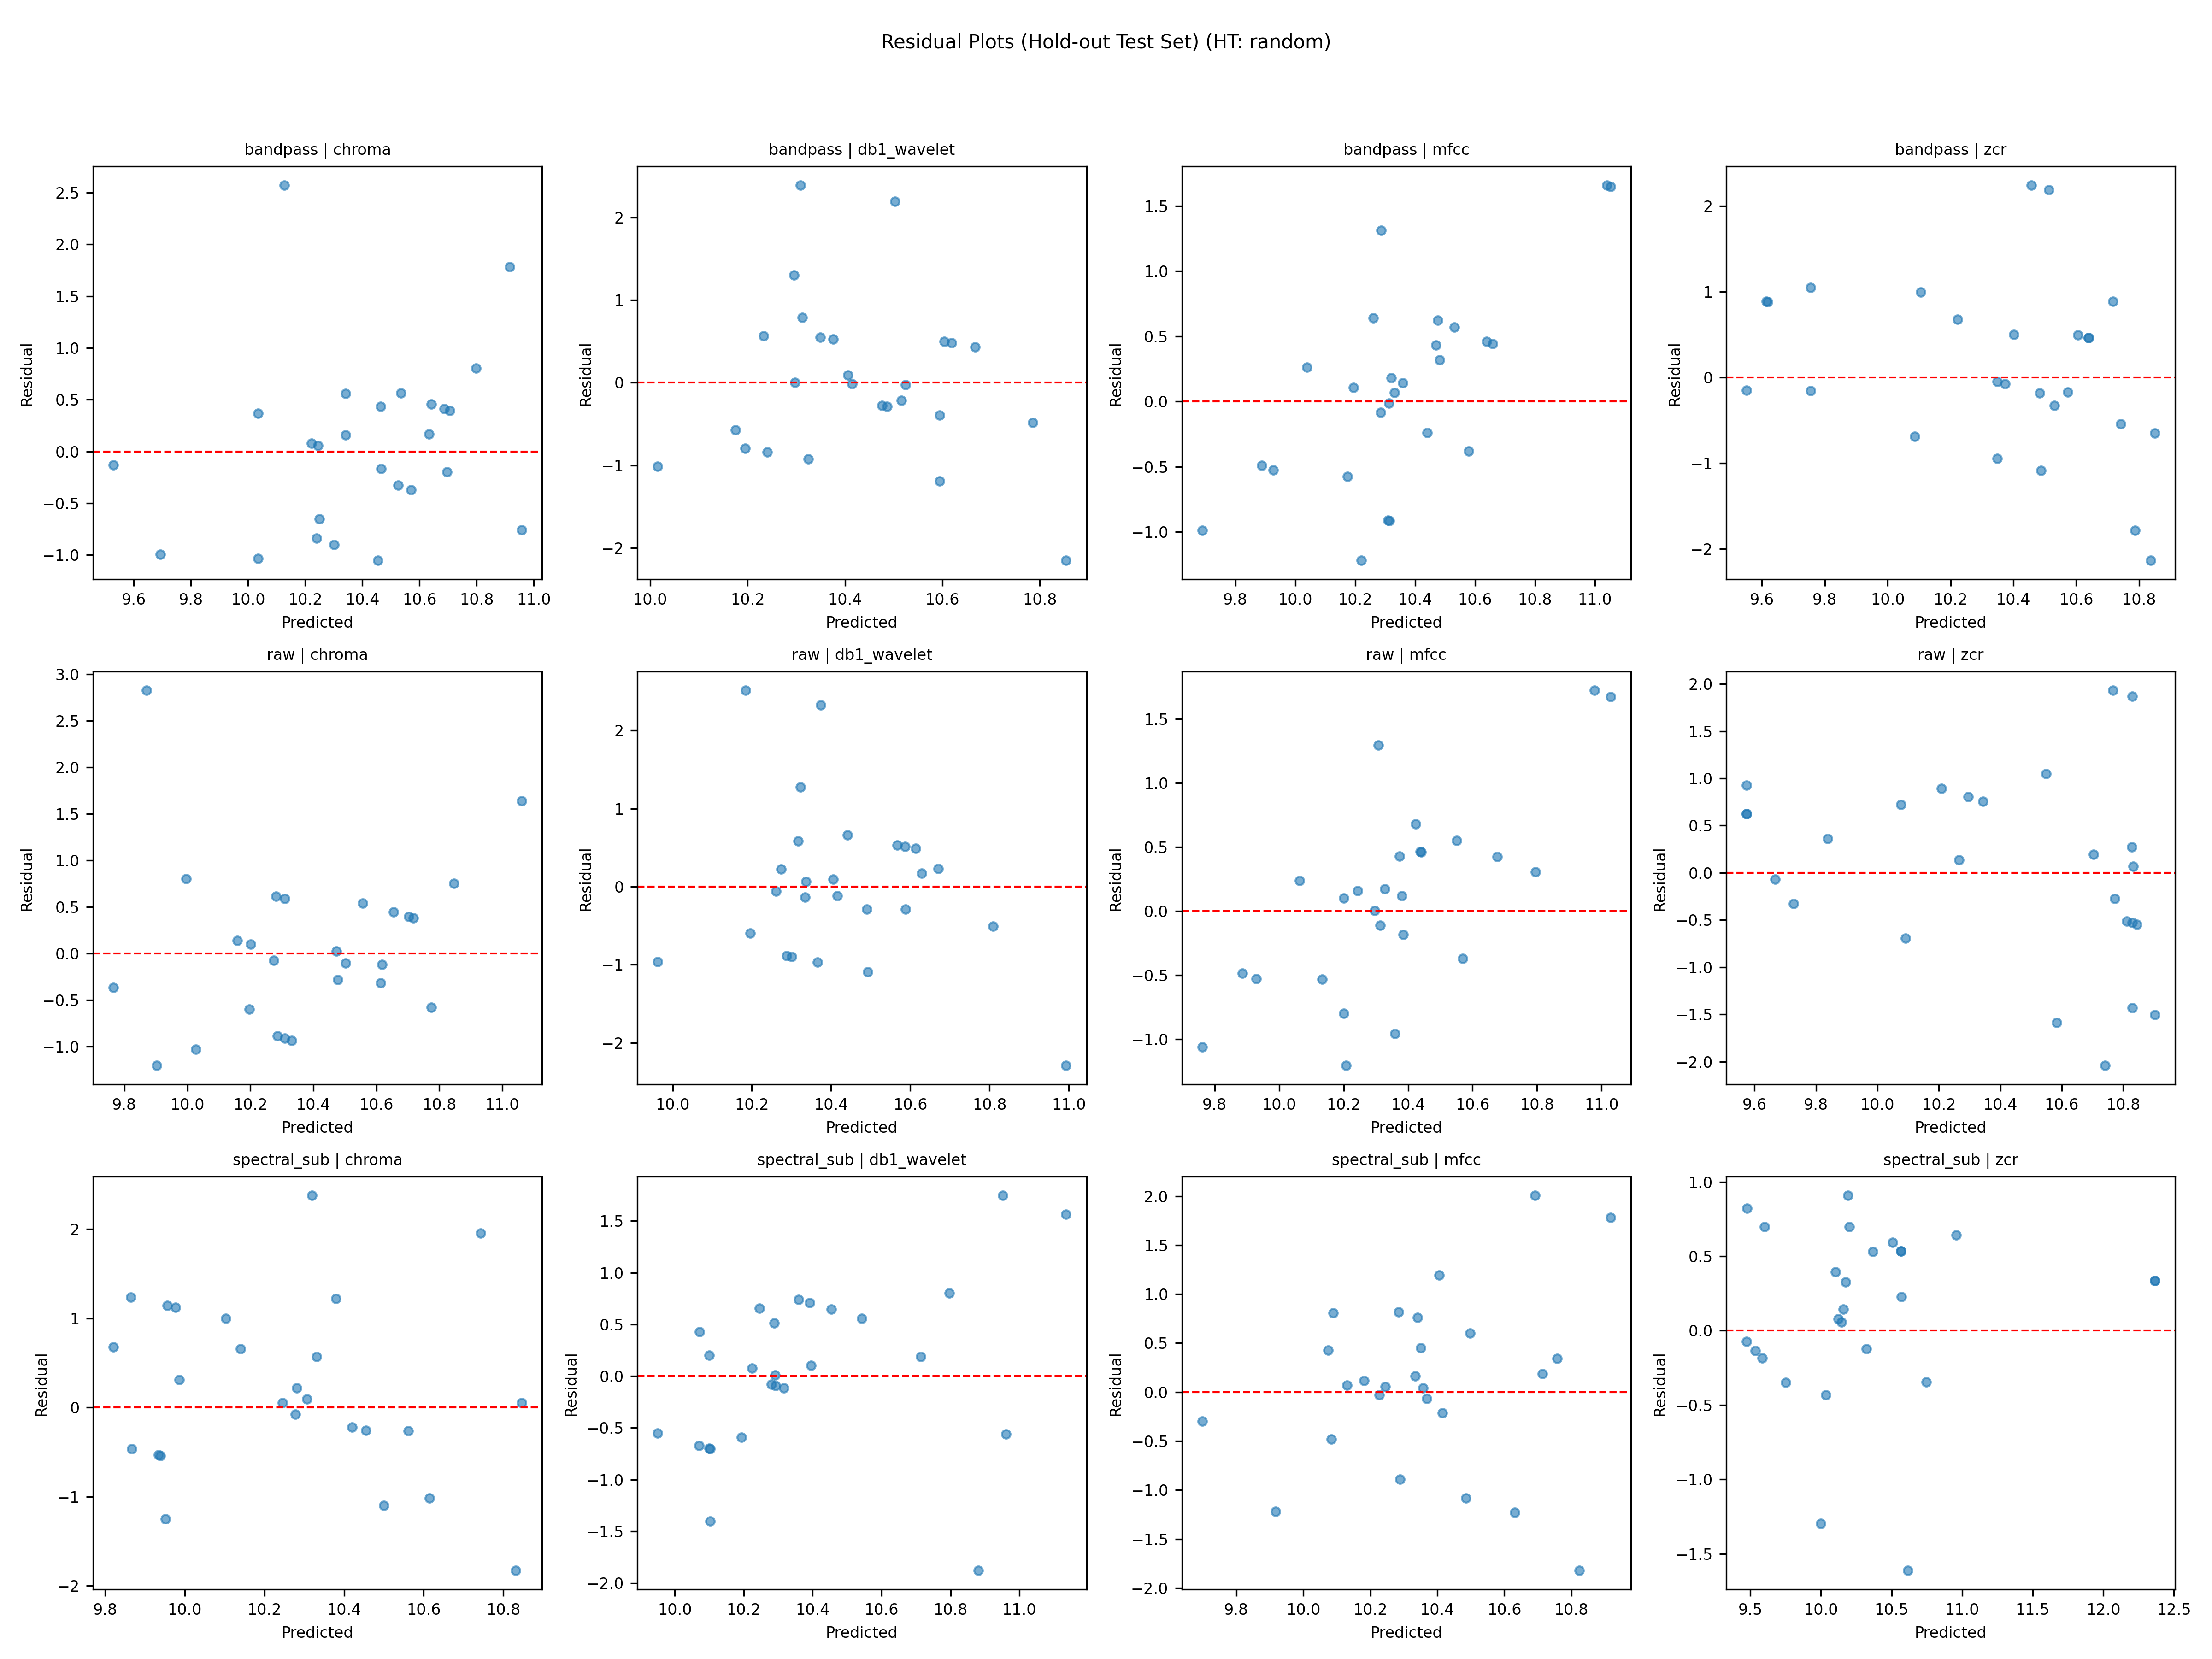 Residual Plots (Hold-out Test Set) (HT: random)
bandpass | chroma
Residual
2.5
2.0
1.5
1.0
0.5
0.0
−0.5
−1.0
9.6 9.8 10.0 10.2 10.4 10.6 10.8 11.0
Predicted
bandpass | db1_wavelet
Residual
2
1
0
−1
−2
10.0 10.2 10.4 10.6 10.8
Predicted
bandpass | mfcc
Residual
1.5
1.0
0.5
0.0
−0.5
−1.0
9.8 10.0 10.2 10.4 10.6 10.8 11.0
Predicted
bandpass | zcr
Residual
2
1
0
−1
−2
9.6 9.8 10.0 10.2 10.4 10.6 10.8
Predicted
raw | chroma
Residual
3.0
2.5
2.0
1.5
1.0
0.5
0.0
−0.5
−1.0
9.8 10.0 10.2 10.4 10.6 10.8 11.0
Predicted
raw | db1_wavelet
Residual
2
1
0
−1
−2
10.0 10.2 10.4 10.6 10.8 11.0
Predicted
raw | mfcc
Residual
1.5
1.0
0.5
0.0
−0.5
−1.0
9.8 10.0 10.2 10.4 10.6 10.8 11.0
Predicted
raw | zcr
Residual
2.0
1.5
1.0
0.5
0.0
−0.5
−1.0
−1.5
−2.0
9.6 9.8 10.0 10.2 10.4 10.6 10.8
Predicted
spectral_sub | chroma
Residual
2
1
0
−1
−2
9.8 10.0 10.2 10.4 10.6 10.8
Predicted
spectral_sub | db1_wavelet
Residual
1.5
1.0
0.5
0.0
−0.5
−1.0
−1.5
−2.0
10.0 10.2 10.4 10.6 10.8 11.0
Predicted
spectral_sub | mfcc
Residual
2.0
1.5
1.0
0.5
0.0
−0.5
−1.0
−1.5
−2.0
9.8 10.0 10.2 10.4 10.6 10.8
Predicted
spectral_sub | zcr
Residual
1.0
0.5
0.0
−0.5
−1.0
−1.5
9.5 10.0 10.5 11.0 11.5 12.0 12.5
Predicted